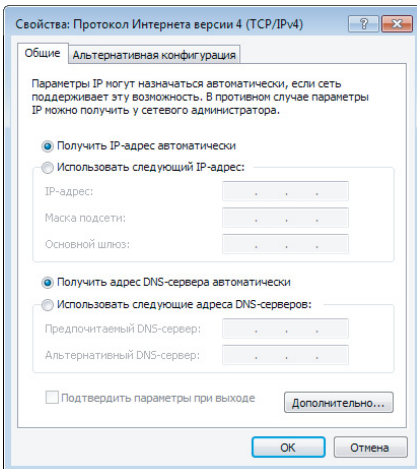 Свойства: Протокол Интернета версии 4 (TCP/IPv4)
Общие Альтернативная конфигурация
Параметры IP могут назначаться автоматически, если сеть
поддерживает эту возможность. В противном случае параметры
IP можно получить у сетевого администратора.
Получить IP-адрес автоматически
Использовать следующий IP-адрес:
IP-адрес:
Маска подсети:
Основной шлюз:
Получить адрес DNS-сервера автоматически
Использовать следующие адреса DNS-серверов:
Предпочитаемый DNS-сервер:
Альтернативный DNS-сервер:
Подтвердить параметры при выходе
Дополнительно...
ОК Отмена